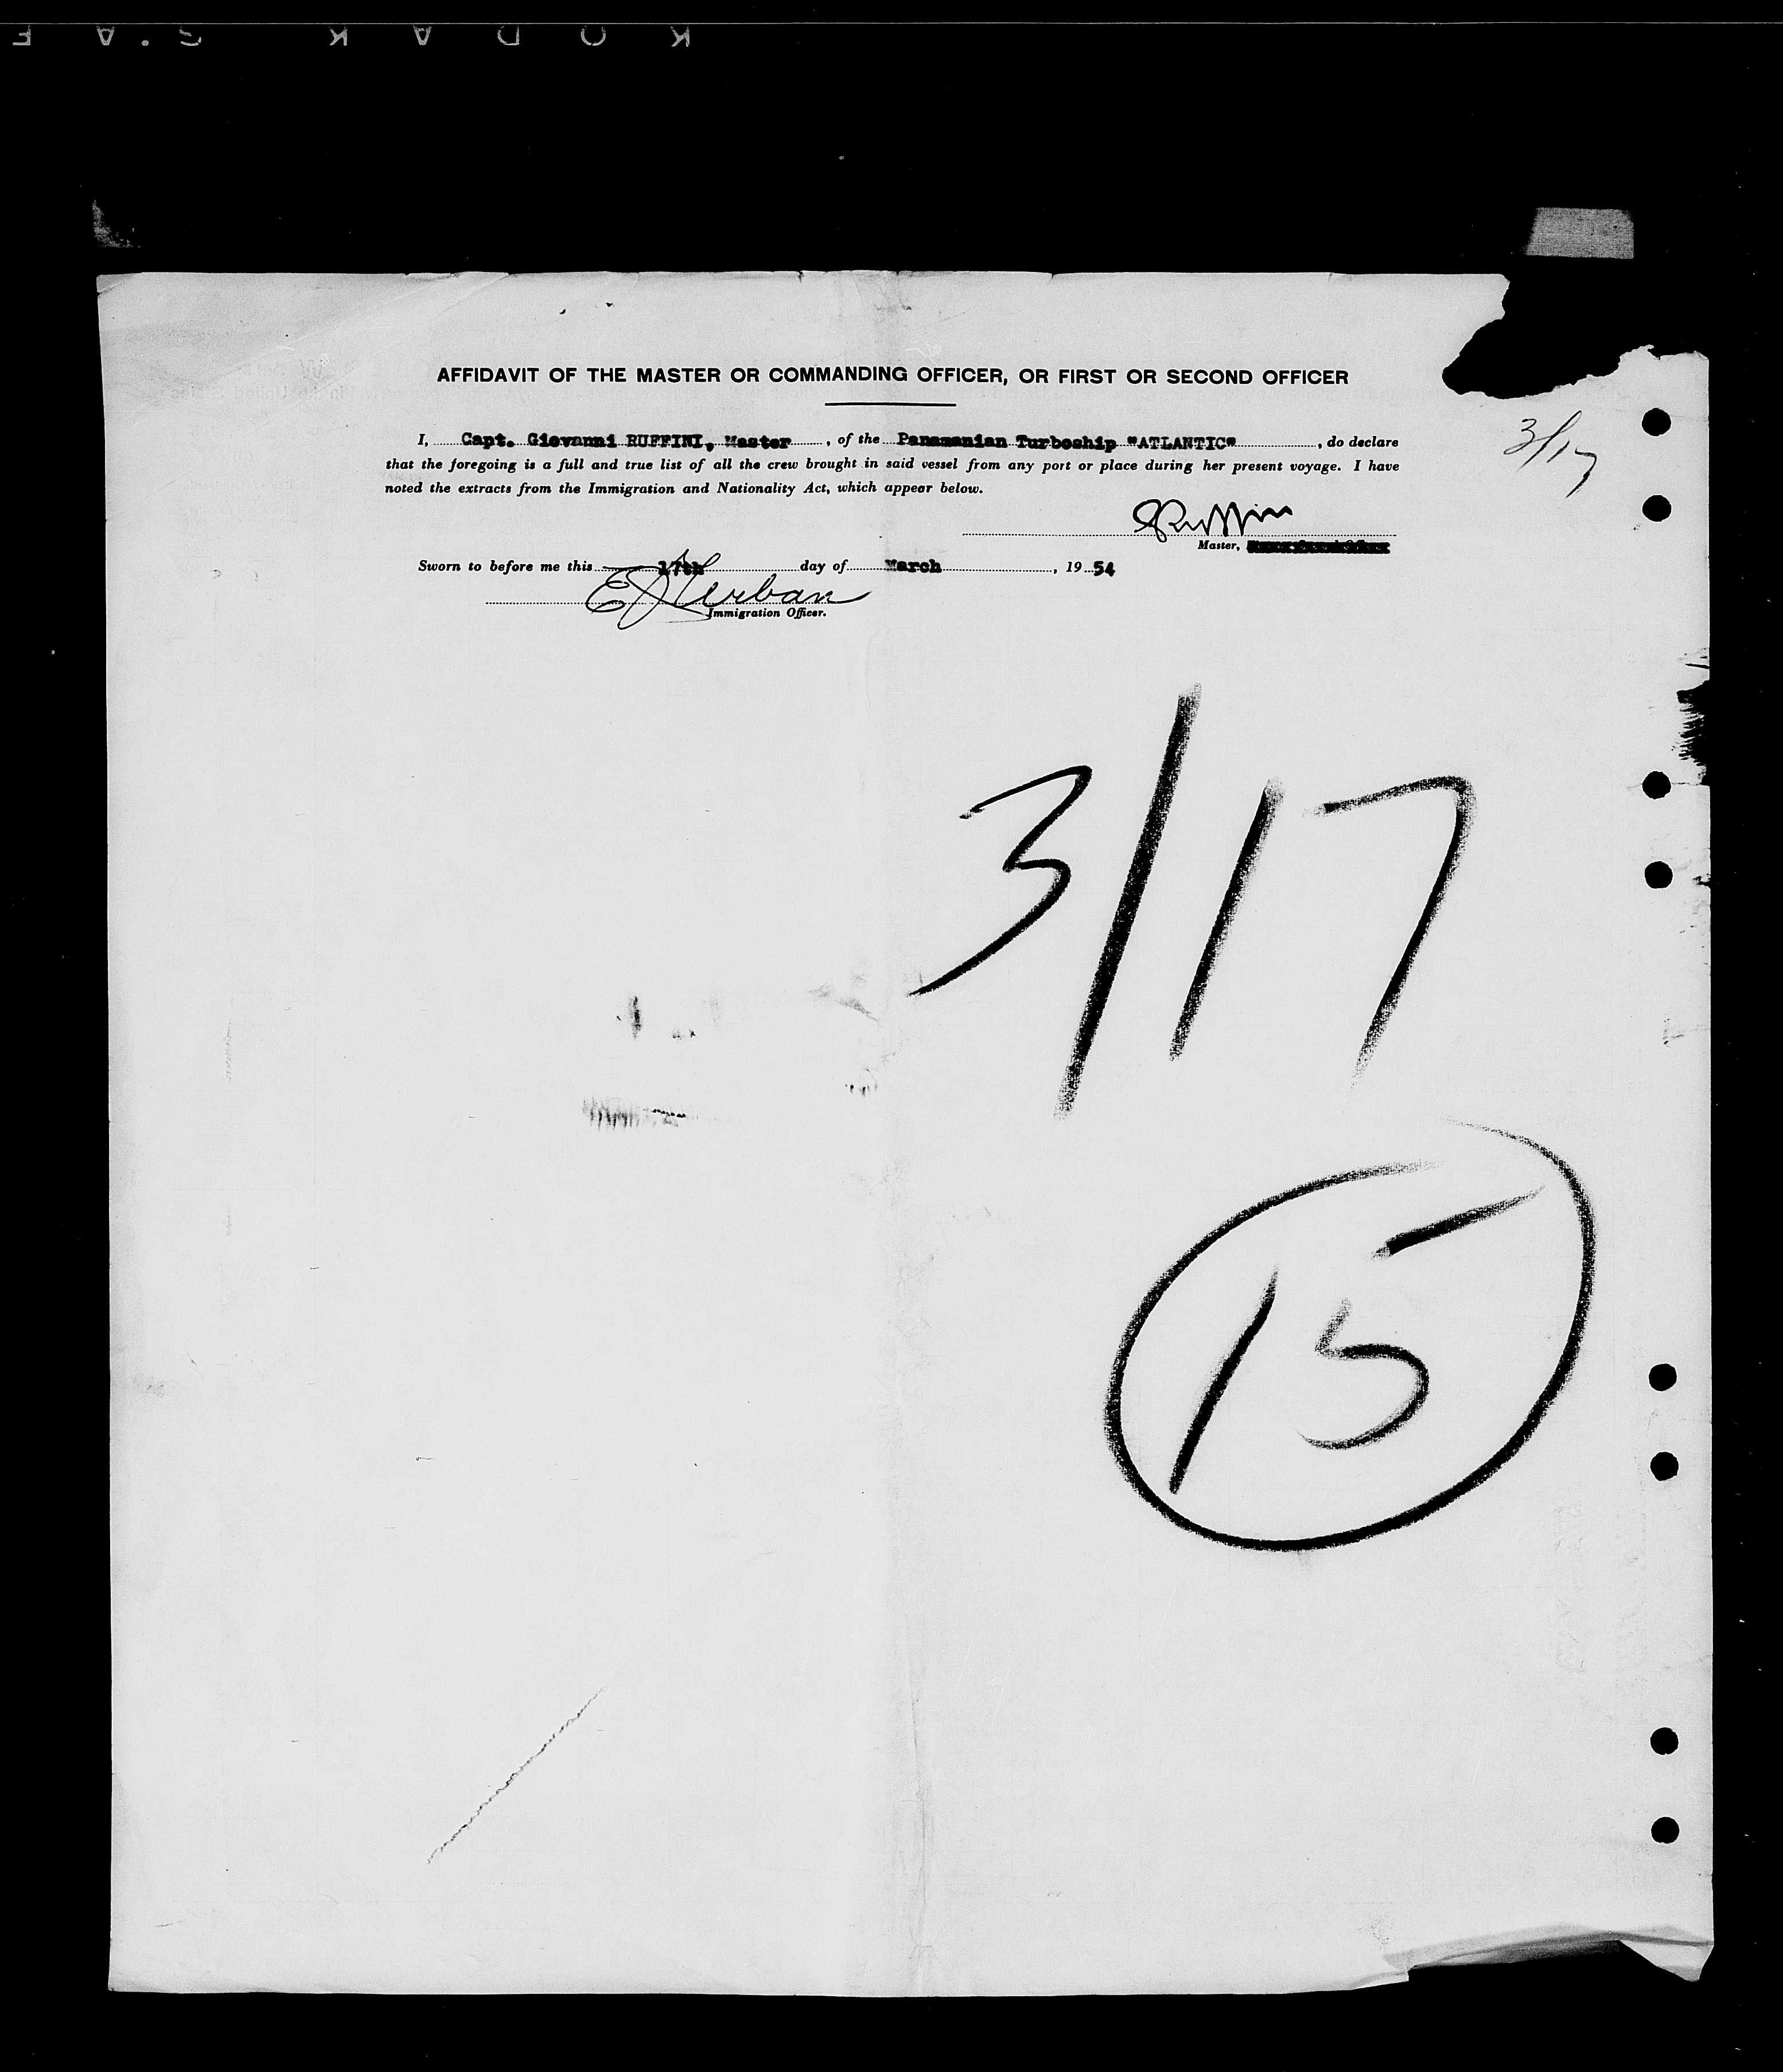 KODAK S.A F
AFFIDAVIT OF THE MASTER OR COMMANDING OFFICER, OR FIRST OR SECOND OFFICER
3/17
I, Capt. Giovanni RUFFINI, Master, of the Panamanian Turboship "ATLANTIC", do declare
that the foregoing is a full and true list of all the crew brought in said vessel from any port or place during her present voyage. I have
noted the extracts from the Immigration and Nationality Act, which appear below.
GRuffini
Master,
Sworn to before me this 17th day of March, 1954
Immigration Officer.
3/17
15